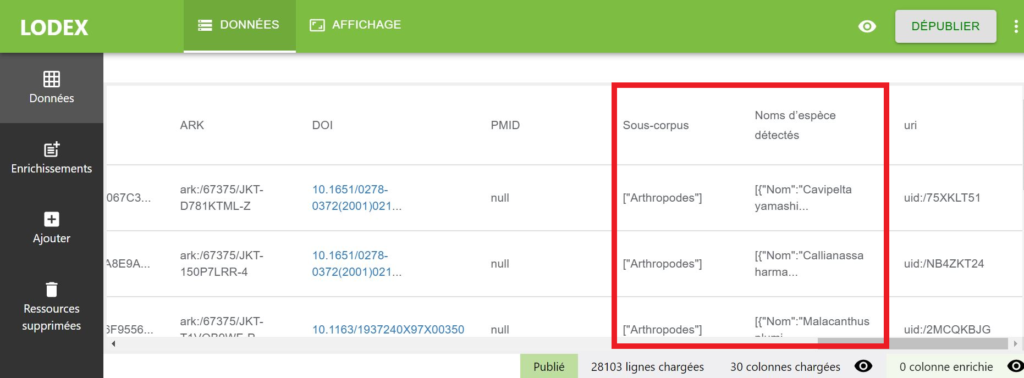 LODEX
DONNÉES
AFFICHAGE
DÉPUBLIER
Données
Enrichissements
Ajouter
Ressources
supprimées
ARK
DOI
PMID
Sous-corpus
Noms d'espèce
détectés
uri
067C3...
ark:/67375/JKT-
D781KTML-Z
10.1651/0278-
0372(2001)021...
null
["Arthropodes"]
[{"Nom":"Cavipelta
yamashi...
uid:/75XKLT51
A8E9A...
ark:/67375/JKT-
150P7LRR-4
10.1651/0278-
0372(2001)021...
null
["Arthropodes"]
[{"Nom":"Callianassa
harma...
uid:/NB4ZKT24
6F9556...
ark:/67375/JKT-
10.1163/1937240X97X00350
null
["Arthropodes"]
[{"Nom":"Malacanthus
uid:/2MCQKBJG
Publié
28103 lignes chargées
30 colonnes chargées
0 colonne enrichie